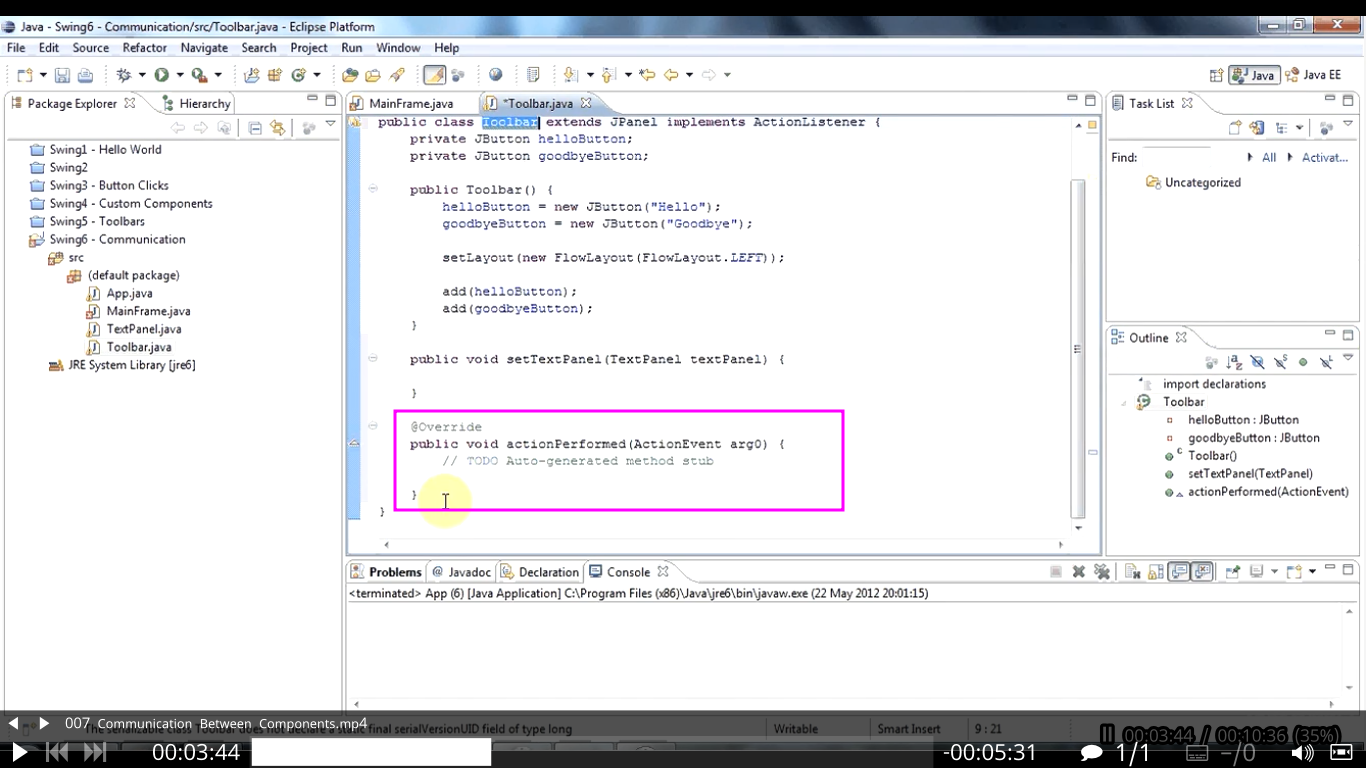 Java - Swing6 - Communication/src/Toolbar.java - Eclipse Platform
File Edit Source Refactor Navigate Search Project Run Window Help
Java Java EE
Package Explorer Hierarchy
Swing1 - Hello World
Swing2
Swing3 - Button Clicks
Swing4 - Custom Components
Swing5 - Toolbars
Swing6 - Communication
src
(default package)
App.java
MainFrame.java
TextPanel.java
Toolbar.java
JRE System Library [jre6]
MainFrame.java *Toolbar.java
public class Toolbar extends JPanel implements ActionListener {
private JButton helloButton;
private JButton goodbyeButton;
public Toolbar() {
helloButton = new JButton("Hello");
goodbyeButton = new JButton("Goodbye");
setLayout(new FlowLayout(FlowLayout.LEFT));
add(helloButton);
add(goodbyeButton);
}
public void setTextPanel(TextPanel textPanel) {
}
@Override
public void actionPerformed(ActionEvent arg0) {
// TODO Auto-generated method stub
}
}
Task List
Find: All Activat...
Uncategorized
Outline
import declarations
Toolbar
helloButton : JButton
goodbyeButton : JButton
Toolbar()
setTextPanel(TextPanel)
actionPerformed(ActionEvent)
Problems @ Javadoc Declaration Console
<terminated> App (6) [Java Application] C:\Program Files (x86)\Java\jre6\bin\javaw.exe (22 May 2012 20:01:15)
007. Communication Between Components.mp4
The serializable class Toolbar does not declare a static final serialVersionUID field of type long Writable Smart Insert 9 : 21
00:03:44 / 00:10:36 (35%)
00:03:44 -00:05:31 1/1 -/0